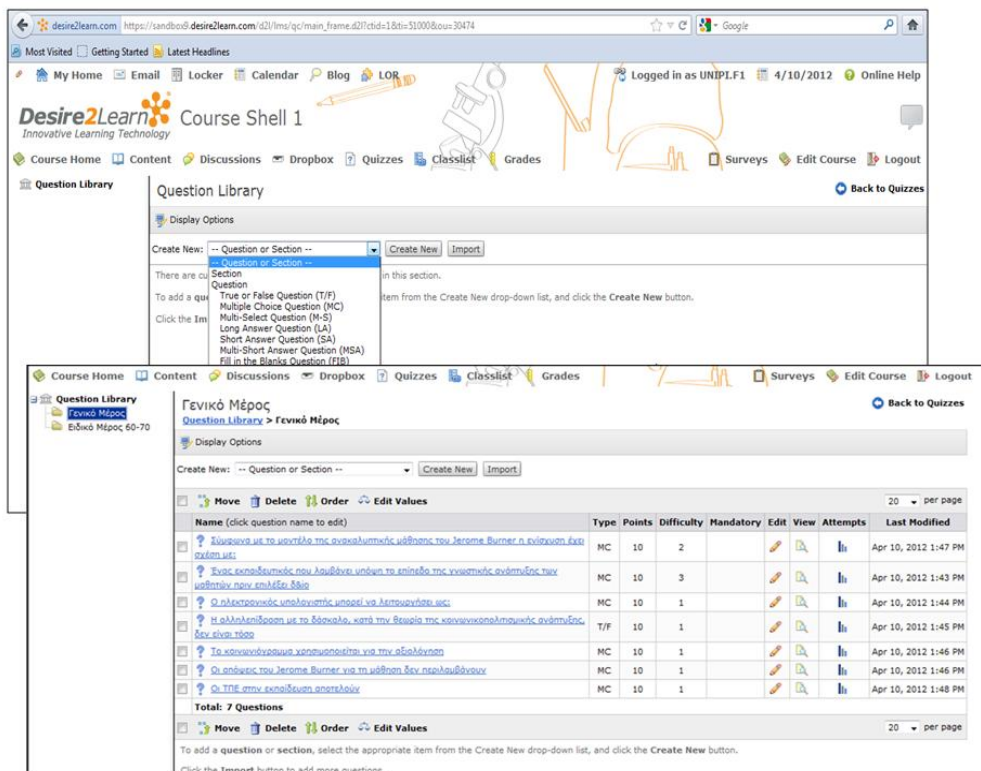 desire2learn.com https://sandbox9.desire2learn.com/d2l/lms/qc/main_frame.d2l?ctid=1&ti=51000&ou=30474 Google
Most Visited Getting Started Latest Headlines
My Home Email Locker Calendar Blog LOR Logged in as UNIPI.F1 4/10/2012 Online Help
Desire2Learn Course Shell 1
Innovative Learning Technology
Course Home Content Discussions Dropbox Quizzes Classlist Grades Surveys Edit Course Logout
Question Library Question Library Back to Quizzes
Display Options
Create New: -- Question or Section -- Create New Import
-- Question or Section --
There are cu in this section.
Section
Question
To add a que item from the Create New drop-down list, and click the Create New button.
True or False Question (T/F)
Multiple Choice Question (MC)
Click the Im
Multi-Select Question (M-S)
Long Answer Question (LA)
Short Answer Question (SA)
Multi-Short Answer Question (MSA)
Fill in the Blanks Question (FIB)
Course Home Content Discussions Dropbox Quizzes Classlist Grades Surveys Edit Course Logout
Question Library
Γενικό Μέρος
Ειδικό Μέρος 60-70
Γενικό Μέρος Back to Quizzes
Question Library > Γενικό Μέρος
Display Options
Create New: -- Question or Section -- Create New Import
Move Delete Order Edit Values 20 per page
Name (click question name to edit) Type Points Difficulty Mandatory Edit View Attempts Last Modified
Σύμφωνα με το μοντέλο της ανακαλυπτικής μάθησης του Jerome Burner η ενίσχυση έχει
σχέση με: MC 10 2 Apr 10, 2012 1:47 PM
Ένας εκπαιδευτικός που λαμβάνει υπόψη το επίπεδο της γνωστικής ανάπτυξης των
μαθητών πριν επιλέξει MC 10 3 Apr 10, 2012 1:43 PM
Ο ηλεκτρονικός υπολογιστής μπορεί να λειτουργήσει ως: MC 10 1 Apr 10, 2012 1:44 PM
Η αλληλεπίδραση με το δάσκαλο, κατά την θεωρία της κοινωνικοπολιτισμικής ανάπτυξης,
δεν είναι τόσο T/F 10 1 Apr 10, 2012 1:45 PM
Το κοινωνιόγραμμα χρησιμοποιείται για την αξιολόγηση MC 10 1 Apr 10, 2012 1:46 PM
Οι απόψεις του Jerome Burner για τη μάθηση δεν περιλαμβάνουν MC 10 1 Apr 10, 2012 1:46 PM
Οι ΤΠΕ στην εκπαίδευση αποτελούν MC 10 1 Apr 10, 2012 1:48 PM
Total: 7 Questions
Move Delete Order Edit Values 20 per page
To add a question or section, select the appropriate item from the Create New drop-down list, and click the Create New button.
Click the Import button to add more questions.